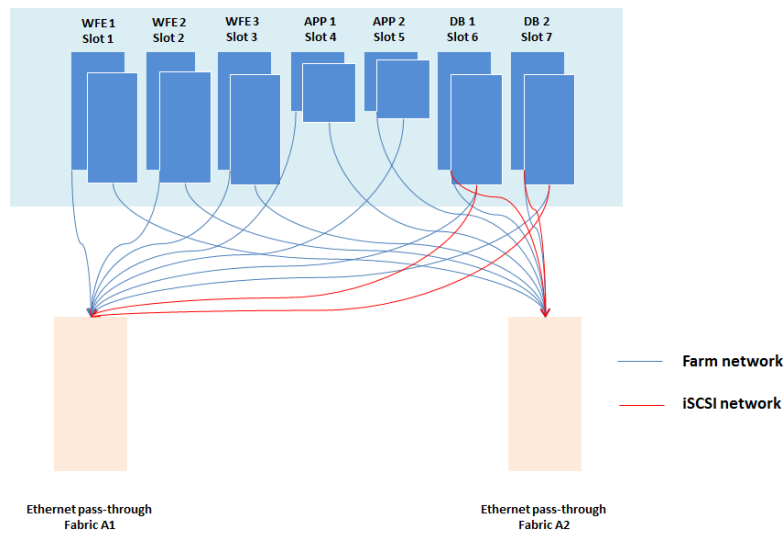 WFE 1
Slot 1
WFE 2
Slot 2
WFE 3
Slot 3
APP 1
Slot 4
APP 2
Slot 5
DB 1
Slot 6
DB 2
Slot 7
Farm network
iSCSI network
Ethernet pass-through
Fabric A1
Ethernet pass-through
Fabric A2